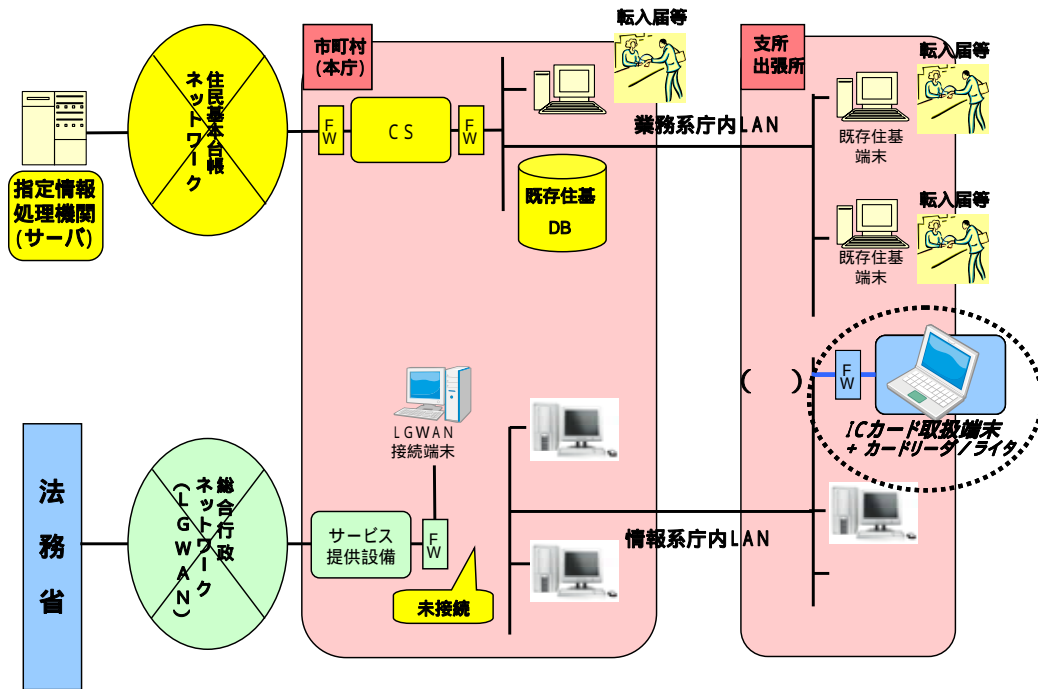 市町村
(本庁)
転入届等
支所
出張所
転入届等
住民基本台帳
ネットワーク
FW
CS
FW
業務系庁内LAN
既存住基
端末
指定情報
処理機関
(サーバ)
既存住基
DB
転入届等
既存住基
端末
(　)
FW
LGWAN
接続端末
ICカード取扱端末
+ カードリーダ/ライタ
法務省
総合行政
ネットワーク
(LGWAN)
サービス
提供設備
FW
情報系庁内LAN
未接続